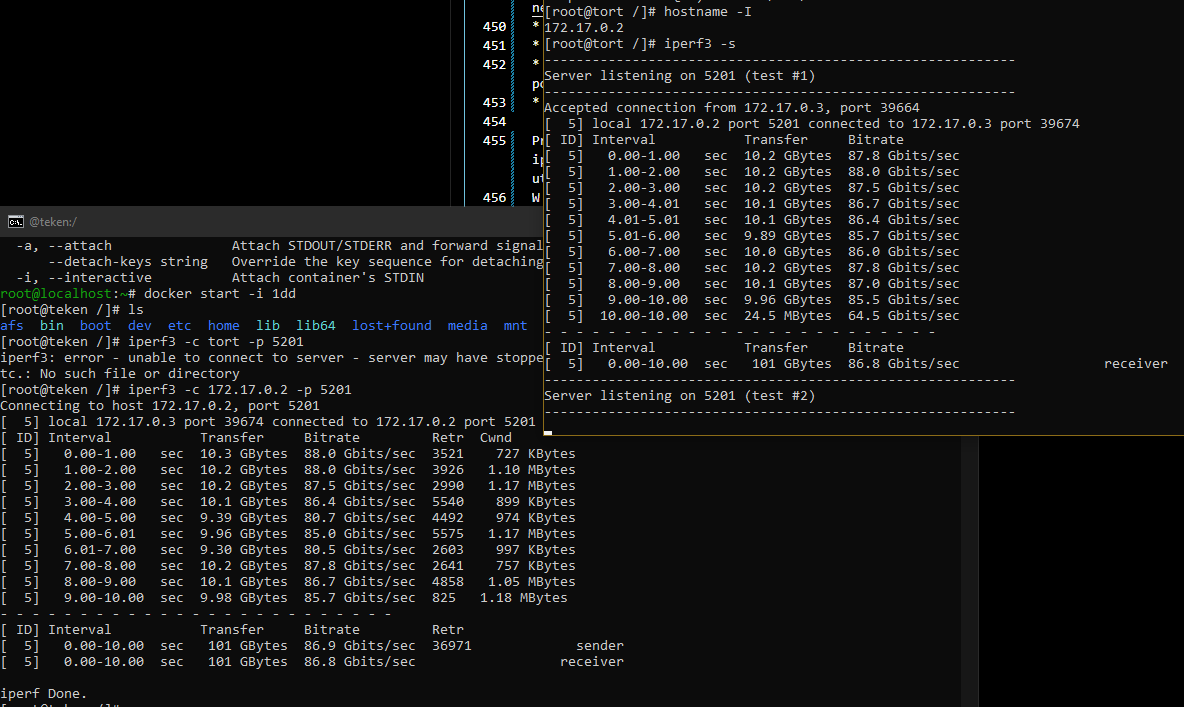 ne
450 *
451 *
452 *
po
453 *
454
455 Pr
ip
ut
456 W
[root@tort /]# hostname -I
172.17.0.2
[root@tort /]# iperf3 -s
-----------------------------------------------------------
Server listening on 5201 (test #1)
-----------------------------------------------------------
Accepted connection from 172.17.0.3, port 39664
[  5] local 172.17.0.2 port 5201 connected to 172.17.0.3 port 39674
[ ID] Interval           Transfer     Bitrate
[  5]   0.00-1.00   sec  10.2 GBytes  87.8 Gbits/sec
[  5]   1.00-2.00   sec  10.2 GBytes  88.0 Gbits/sec
[  5]   2.00-3.00   sec  10.2 GBytes  87.5 Gbits/sec
[  5]   3.00-4.01   sec  10.1 GBytes  86.7 Gbits/sec
[  5]   4.01-5.01   sec  10.1 GBytes  86.4 Gbits/sec
[  5]   5.01-6.00   sec  9.89 GBytes  85.7 Gbits/sec
[  5]   6.00-7.00   sec  10.0 GBytes  86.0 Gbits/sec
[  5]   7.00-8.00   sec  10.2 GBytes  87.8 Gbits/sec
[  5]   8.00-9.00   sec  10.1 GBytes  87.0 Gbits/sec
[  5]   9.00-10.00  sec  9.96 GBytes  85.5 Gbits/sec
[  5]  10.00-10.00  sec  24.5 MBytes  64.5 Gbits/sec
- - - - - - - - - - - - - - - - - - - - - - - - -
[ ID] Interval           Transfer     Bitrate
[  5]   0.00-10.00  sec   101 GBytes  86.8 Gbits/sec                  receiver
-----------------------------------------------------------
Server listening on 5201 (test #2)
-----------------------------------------------------------
@teken:/
-a, --attach               Attach STDOUT/STDERR and forward signal
--detach-keys string   Override the key sequence for detaching
-i, --interactive          Attach container's STDIN
root@localhost:~# docker start -i 1dd
[root@teken /]# ls
afs  bin  boot  dev  etc  home  lib  lib64  lost+found  media  mnt
[root@teken /]# iperf3 -c tort -p 5201
iperf3: error - unable to connect to server - server may have stoppe
tc.: No such file or directory
[root@teken /]# iperf3 -c 172.17.0.2 -p 5201
Connecting to host 172.17.0.2, port 5201
[  5] local 172.17.0.3 port 39674 connected to 172.17.0.2 port 5201
[ ID] Interval           Transfer     Bitrate         Retr  Cwnd
[  5]   0.00-1.00   sec  10.3 GBytes  88.0 Gbits/sec  3521    727 KBytes
[  5]   1.00-2.00   sec  10.2 GBytes  88.0 Gbits/sec  3926   1.10 MBytes
[  5]   2.00-3.00   sec  10.2 GBytes  87.5 Gbits/sec  2990   1.17 MBytes
[  5]   3.00-4.00   sec  10.1 GBytes  86.4 Gbits/sec  5540    899 KBytes
[  5]   4.00-5.00   sec  9.39 GBytes  80.7 Gbits/sec  4492    974 KBytes
[  5]   5.00-6.01   sec  9.96 GBytes  85.0 Gbits/sec  5575   1.17 MBytes
[  5]   6.01-7.00   sec  9.30 GBytes  80.5 Gbits/sec  2603    997 KBytes
[  5]   7.00-8.00   sec  10.2 GBytes  87.8 Gbits/sec  2641    757 KBytes
[  5]   8.00-9.00   sec  10.1 GBytes  86.7 Gbits/sec  4858   1.05 MBytes
[  5]   9.00-10.00  sec  9.98 GBytes  85.7 Gbits/sec  825   1.18 MBytes
- - - - - - - - - - - - - - - - - - - - - - - - -
[ ID] Interval           Transfer     Bitrate         Retr
[  5]   0.00-10.00  sec   101 GBytes  86.9 Gbits/sec  36971             sender
[  5]   0.00-10.00  sec   101 GBytes  86.8 Gbits/sec                  receiver
iperf Done.